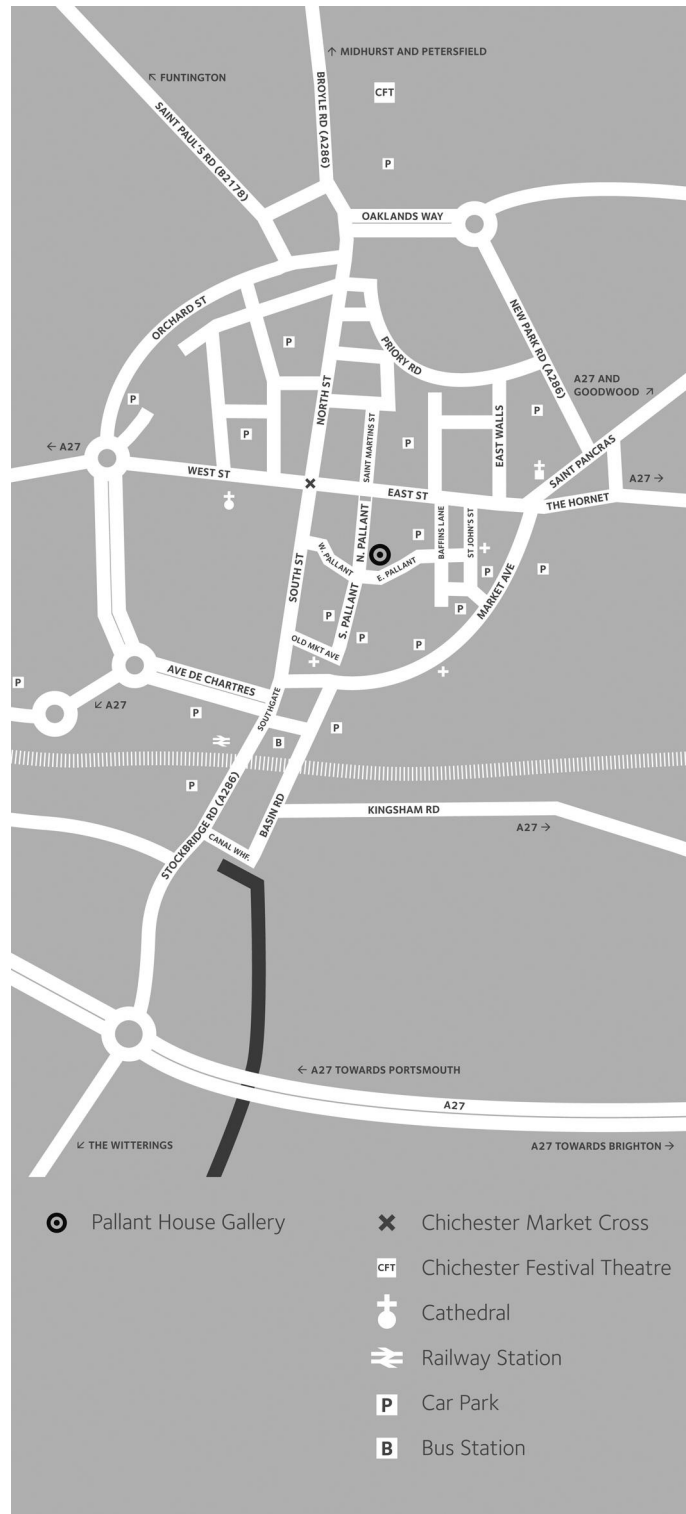 ↑ MIDHURST AND PETERSFIELD
↖ FUNTINGTON
CFT
BROYLE RD (A286)
SAINT PAUL'S RD (B2178)
P
OAKLANDS WAY
ORCHARD ST
NEW PARK RD (A286)
P
PRIORY RD
A27 AND
GOODWOOD ↗
P
NORTH ST
P
P
P
EAST WALLS
SAINT MARTINS ST
← A27
SAINT PANCRAS
WEST ST
A27 →
EAST ST
THE HORNET
N. PALLANT
BAFFINS LANE
ST JOHN'S ST
P
W. PALLANT
E. PALLANT
SOUTH ST
P
P
MARKET AVE
P
S. PALLANT
P
P
P
OLD MKT AVE
AVE DE CHARTRES
P
↙ A27
SOUTHGATE
P
P
B
P
STOCKBRIDGE RD (A286)
BASIN RD
KINGSHAM RD
A27 →
CANAL WHF.
← A27 TOWARDS PORTSMOUTH
A27
↙ THE WITTERINGS
A27 TOWARDS BRIGHTON →
Pallant House Gallery
Chichester Market Cross
CFT Chichester Festival Theatre
Cathedral
Railway Station
P Car Park
B Bus Station